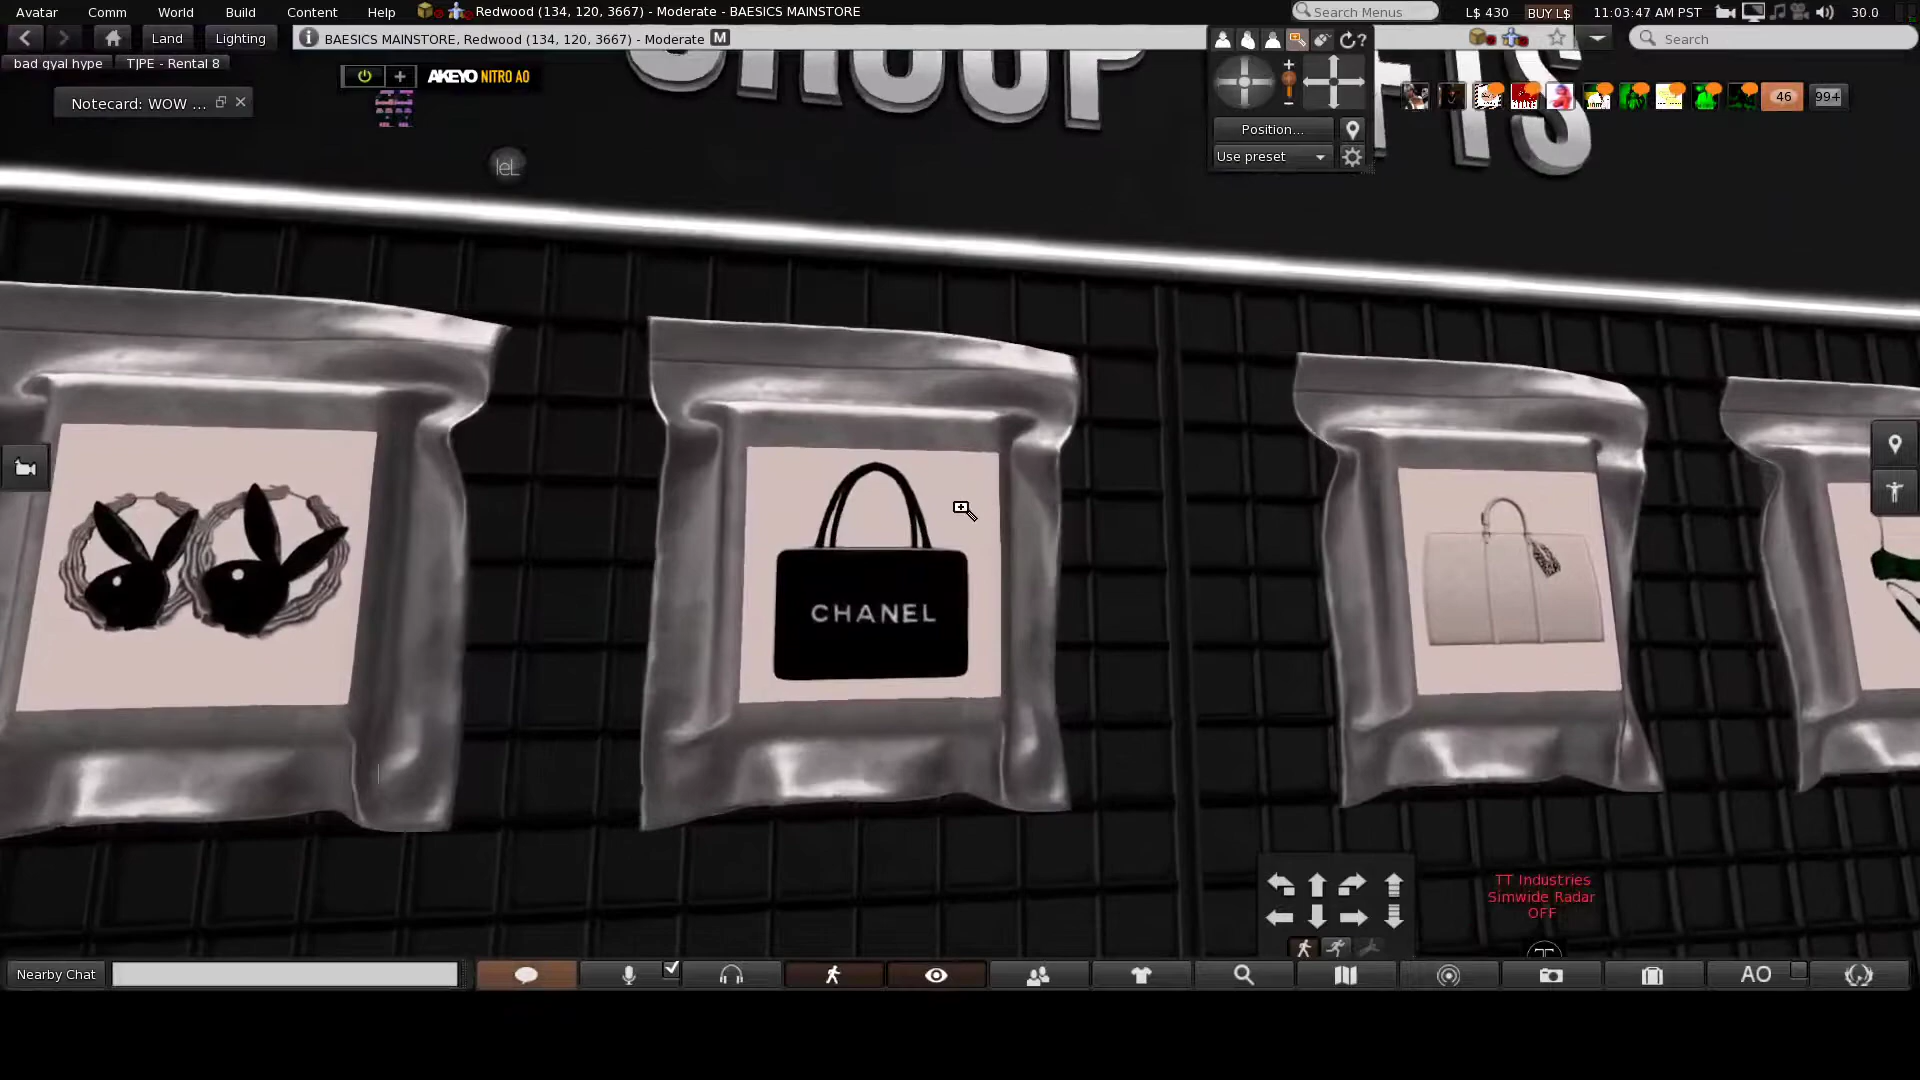 Avatar Comm World Build Content Help Redwood (134, 120, 3667) - Moderate - BAESICS MAINSTORE Search Menus L$ 430 BUY L$ 11:03:47 AM PST 30.0
Land Lighting BAESICS MAINSTORE, Redwood (134, 120, 3667) - Moderate M Search
bad gyal hype TJPE - Rental 8
AKEYO NITRO AO
Notecard: WOW ...
46 99+
Position...
Use preset
GROUP GIFTS
leL
CHANEL
TT Industries
Simwide Radar
OFF
Nearby Chat AO